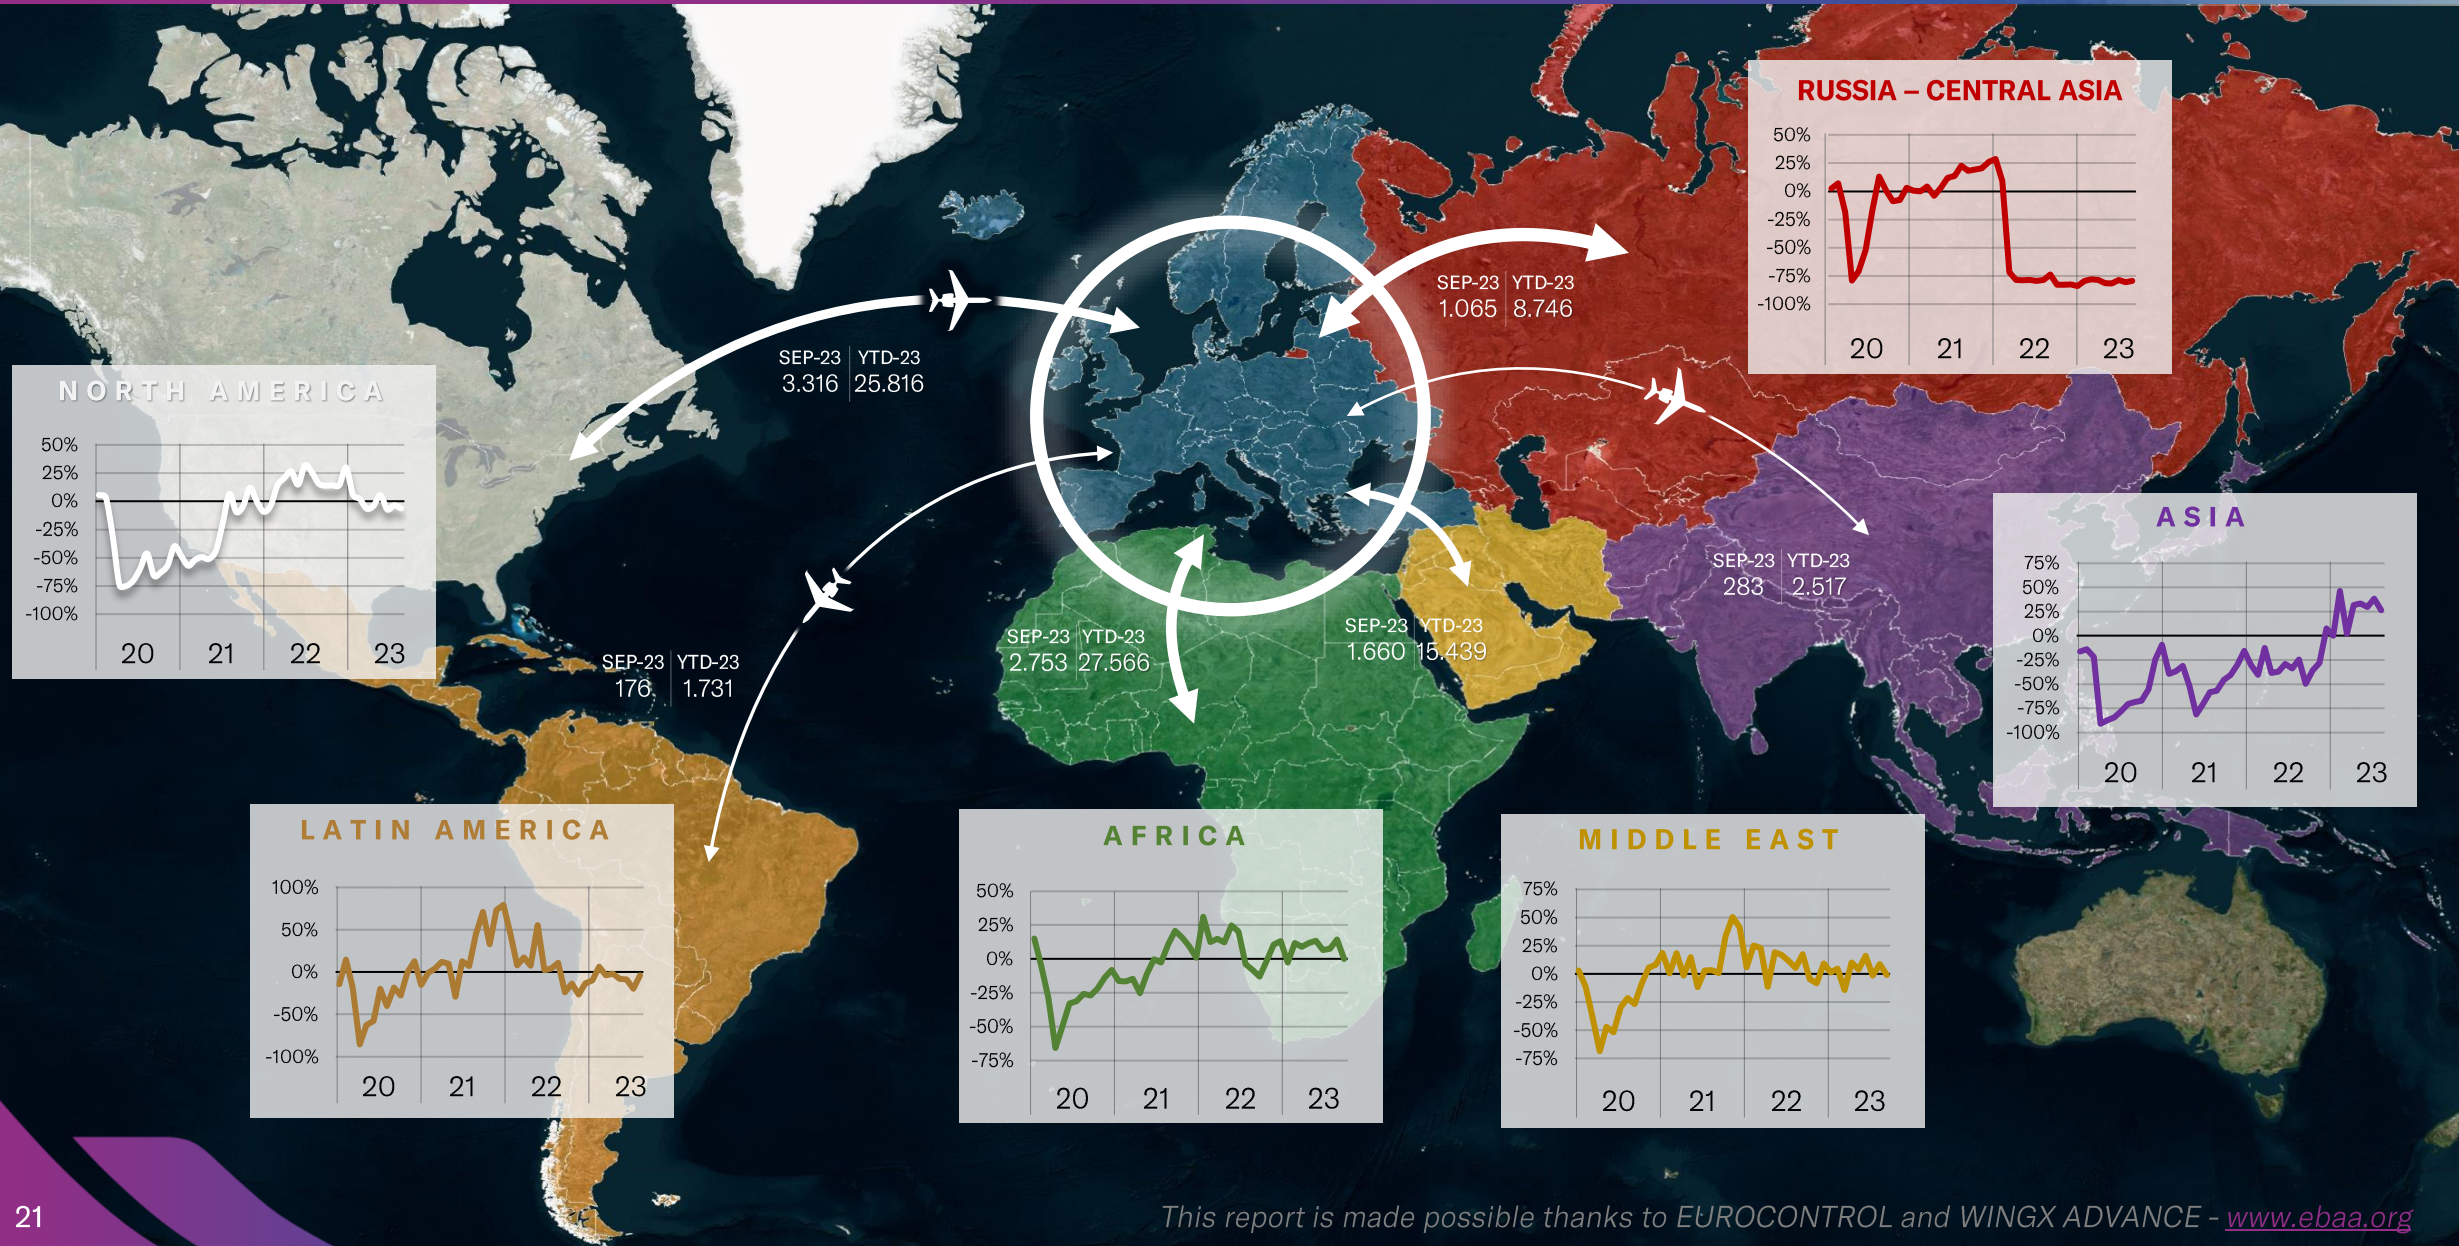 RUSSIA – CENTRAL ASIA
50%
25%
0%
-25%
-50%
-75%
-100%
20 21 22 23
SEP-23 YTD-23
1.065 8.746
SEP-23 YTD-23
3.316 25.816
NORTH AMERICA
50%
25%
0%
-25%
-50%
-75%
-100%
20 21 22 23
ASIA
75%
50%
25%
0%
-25%
-50%
-75%
-100%
20 21 22 23
SEP-23 YTD-23
283 2.517
SEP-23 YTD-23
1.660 15.439
SEP-23 YTD-23
2.753 27.566
SEP-23 YTD-23
176 1.731
LATIN AMERICA
100%
50%
0%
-50%
-100%
20 21 22 23
AFRICA
50%
25%
0%
-25%
-50%
-75%
20 21 22 23
MIDDLE EAST
75%
50%
25%
0%
-25%
-50%
-75%
20 21 22 23
21
This report is made possible thanks to EUROCONTROL and WINGX ADVANCE - www.ebaa.org